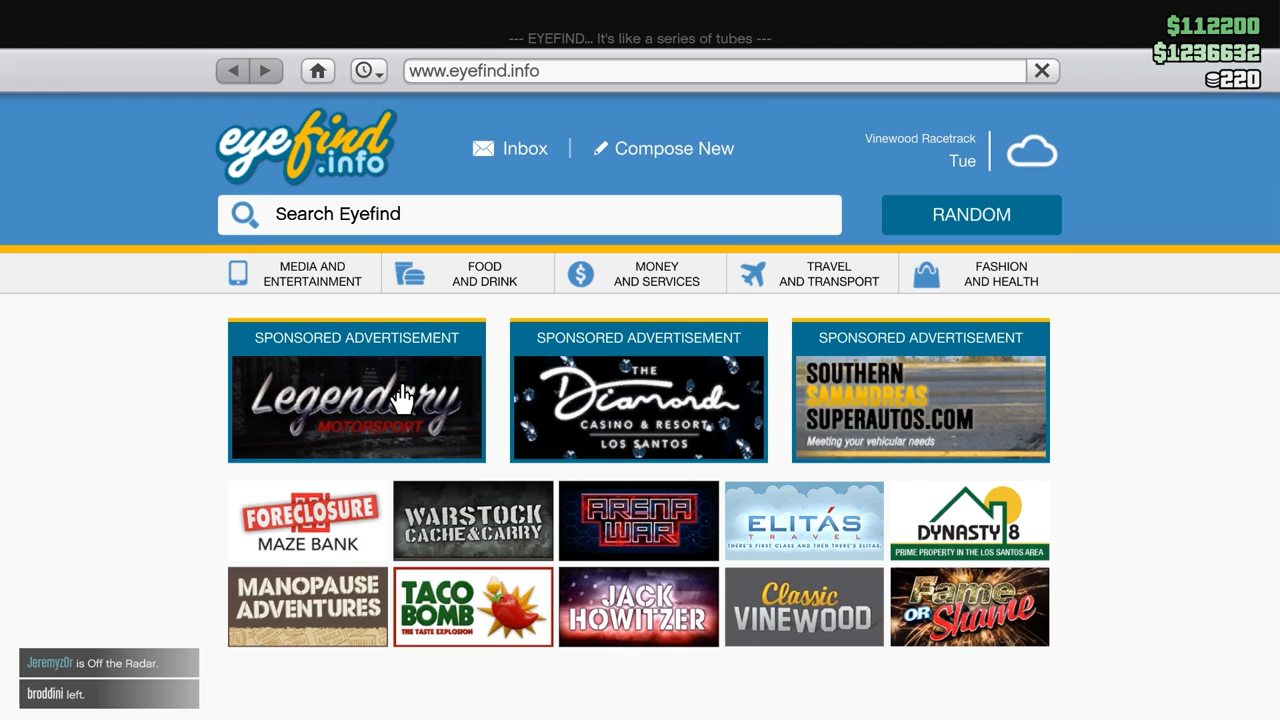 --- EYEFIND... It's like a series of tubes ---
$112200
$1236632
220
www.eyefind.info
eyefind
.info
Inbox
Compose New
Vinewood Racetrack
Tue
Search Eyefind
RANDOM
MEDIA AND
ENTERTAINMENT
FOOD
AND DRINK
MONEY
AND SERVICES
TRAVEL
AND TRANSPORT
FASHION
AND HEALTH
SPONSORED ADVERTISEMENT
Legendary
MOTORSPORT
SPONSORED ADVERTISEMENT
THE
Diamond
CASINO & RESORT
LOS SANTOS
SPONSORED ADVERTISEMENT
SOUTHERN
SANANDREAS
SUPERAUTOS.COM
Meeting your vehicular needs
FORECLOSURE
MAZE BANK
WARSTOCK
CACHE&CARRY
ARENA
WAR
ELITÁS
TRAVEL
THERE'S FIRST CLASS AND THEN THERE'S ELITAS.
DYNASTY 8
PRIME PROPERTY IN THE LOS SANTOS AREA
MANOPAUSE
ADVENTURES
TACO
BOMB
THE TASTE EXPLOSION
JACK
HOWITZER
Classic
VINEWOOD
Fame
OR Shame
Jeremyz0r is Off the Radar.
broddini left.